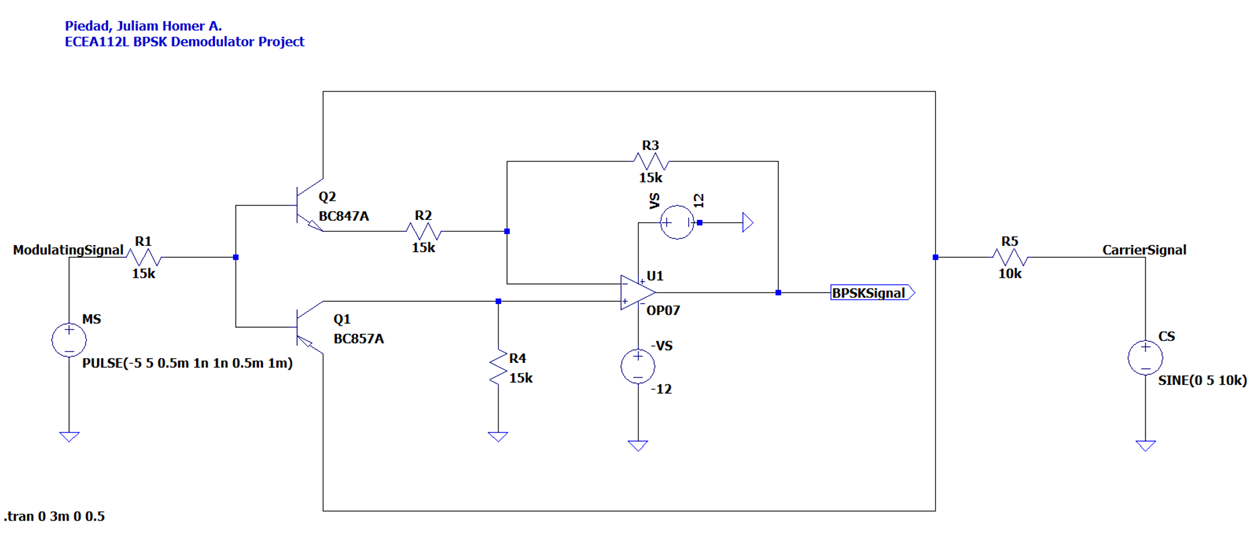 Piedad, Juliam Homer A.
ECEA112L BPSK Demodulator Project
R3
15k
VS
12
Q2
BC847A
R2
15k
ModulatingSignal
R1
15k
R5
10k
CarrierSignal
U1
OP07
BPSKSignal
MS
PULSE(-5 5 0.5m 1n 1n 0.5m 1m)
Q1
BC857A
R4
15k
-VS
-12
CS
SINE(0 5 10k)
.tran 0 3m 0 0.5